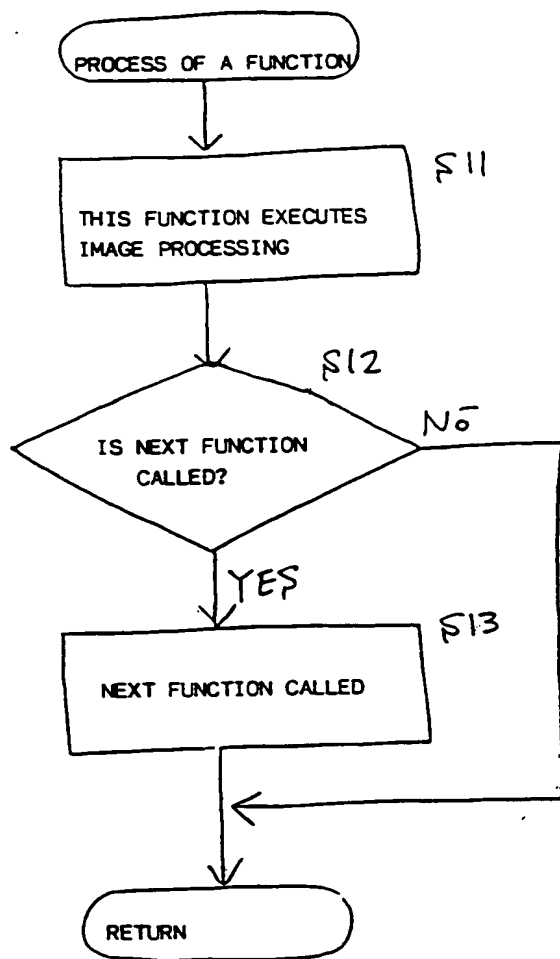 PROCESS OF A FUNCTION
S11
THIS FUNCTION EXECUTES
IMAGE PROCESSING
S12
IS NEXT FUNCTION
CALLED?
NO
YES
S13
NEXT FUNCTION CALLED
RETURN